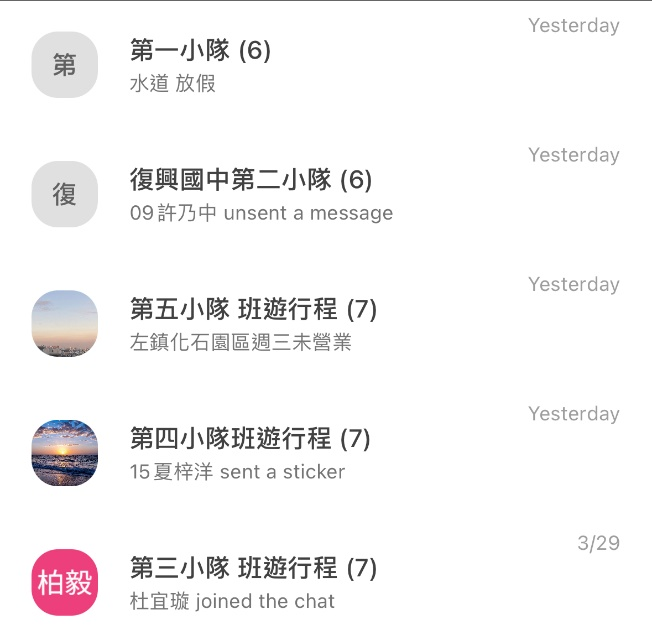 Yesterday
第
第一小隊 (6)
水道 放假
Yesterday
復
復興國中第二小隊 (6)
09許乃中 unsent a message
Yesterday
第五小隊 班遊行程 (7)
左鎮化石園區週三未營業
Yesterday
第四小隊班遊行程 (7)
15夏梓洋 sent a sticker
3/29
柏毅
第三小隊 班遊行程 (7)
杜宜璇 joined the chat